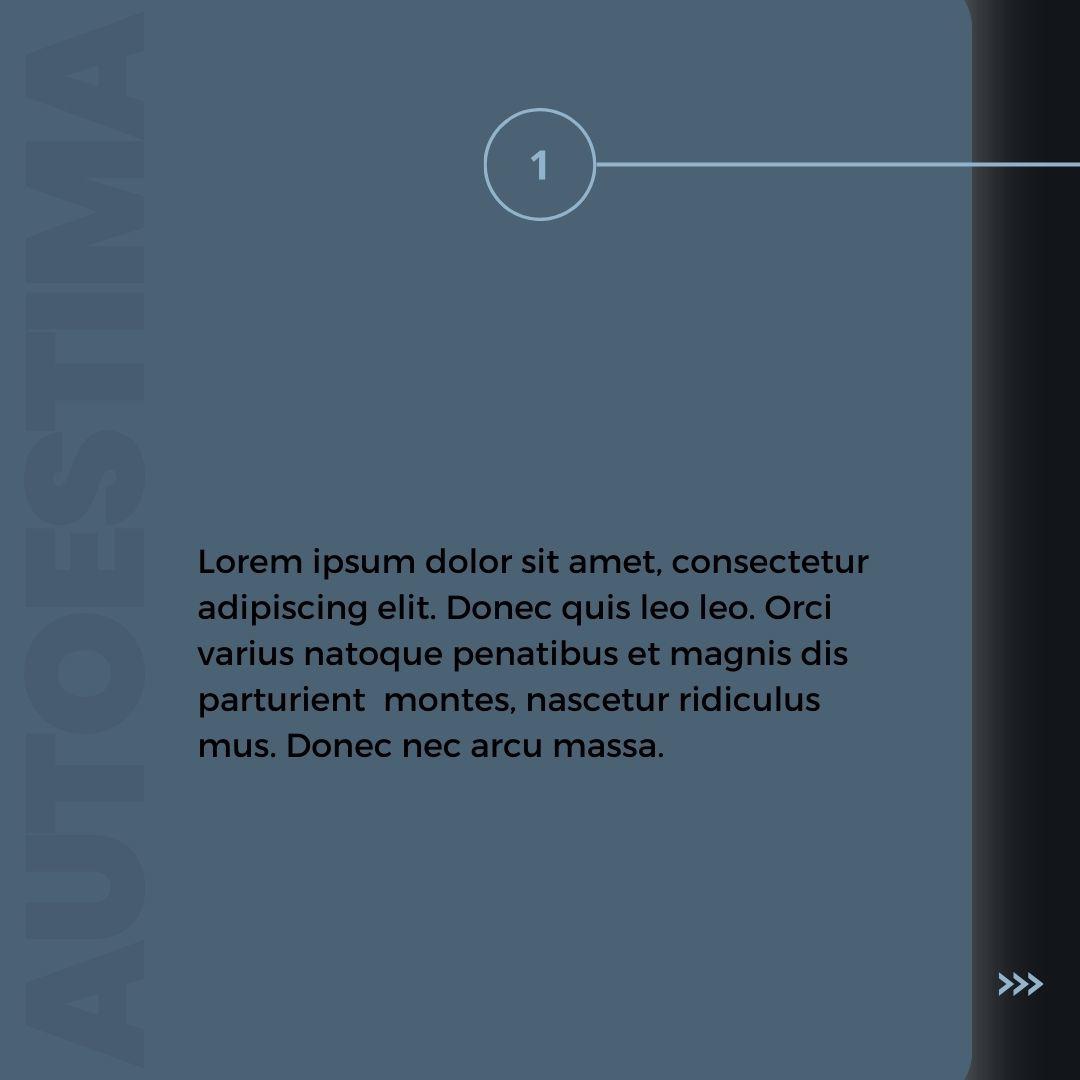 AUTOESTIMA
1
Lorem ipsum dolor sit amet, consectetur
adipiscing elit. Donec quis leo leo. Orci
varius natoque penatibus et magnis dis
parturient  montes, nascetur ridiculus
mus. Donec nec arcu massa.